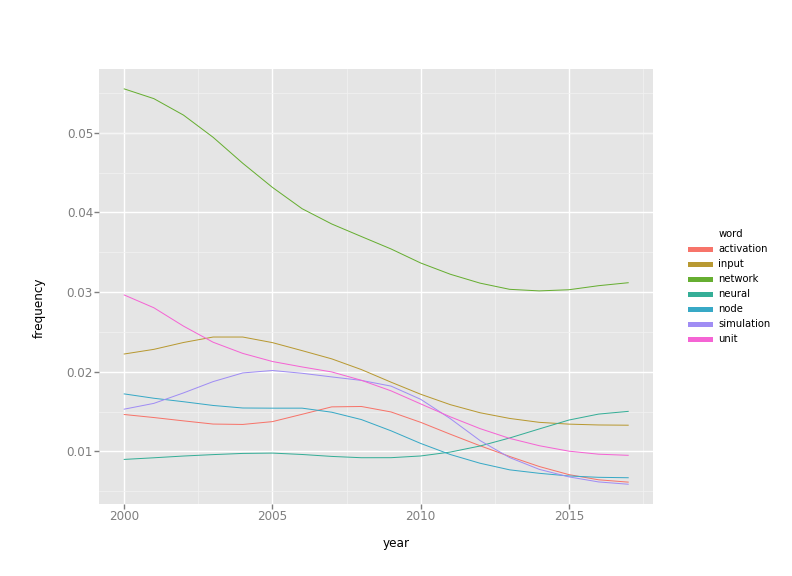 0.05
0.04
0.03
0.02
0.01
frequency
2000
2005
2010
2015
year
word
activation
input
network
neural
node
simulation
unit